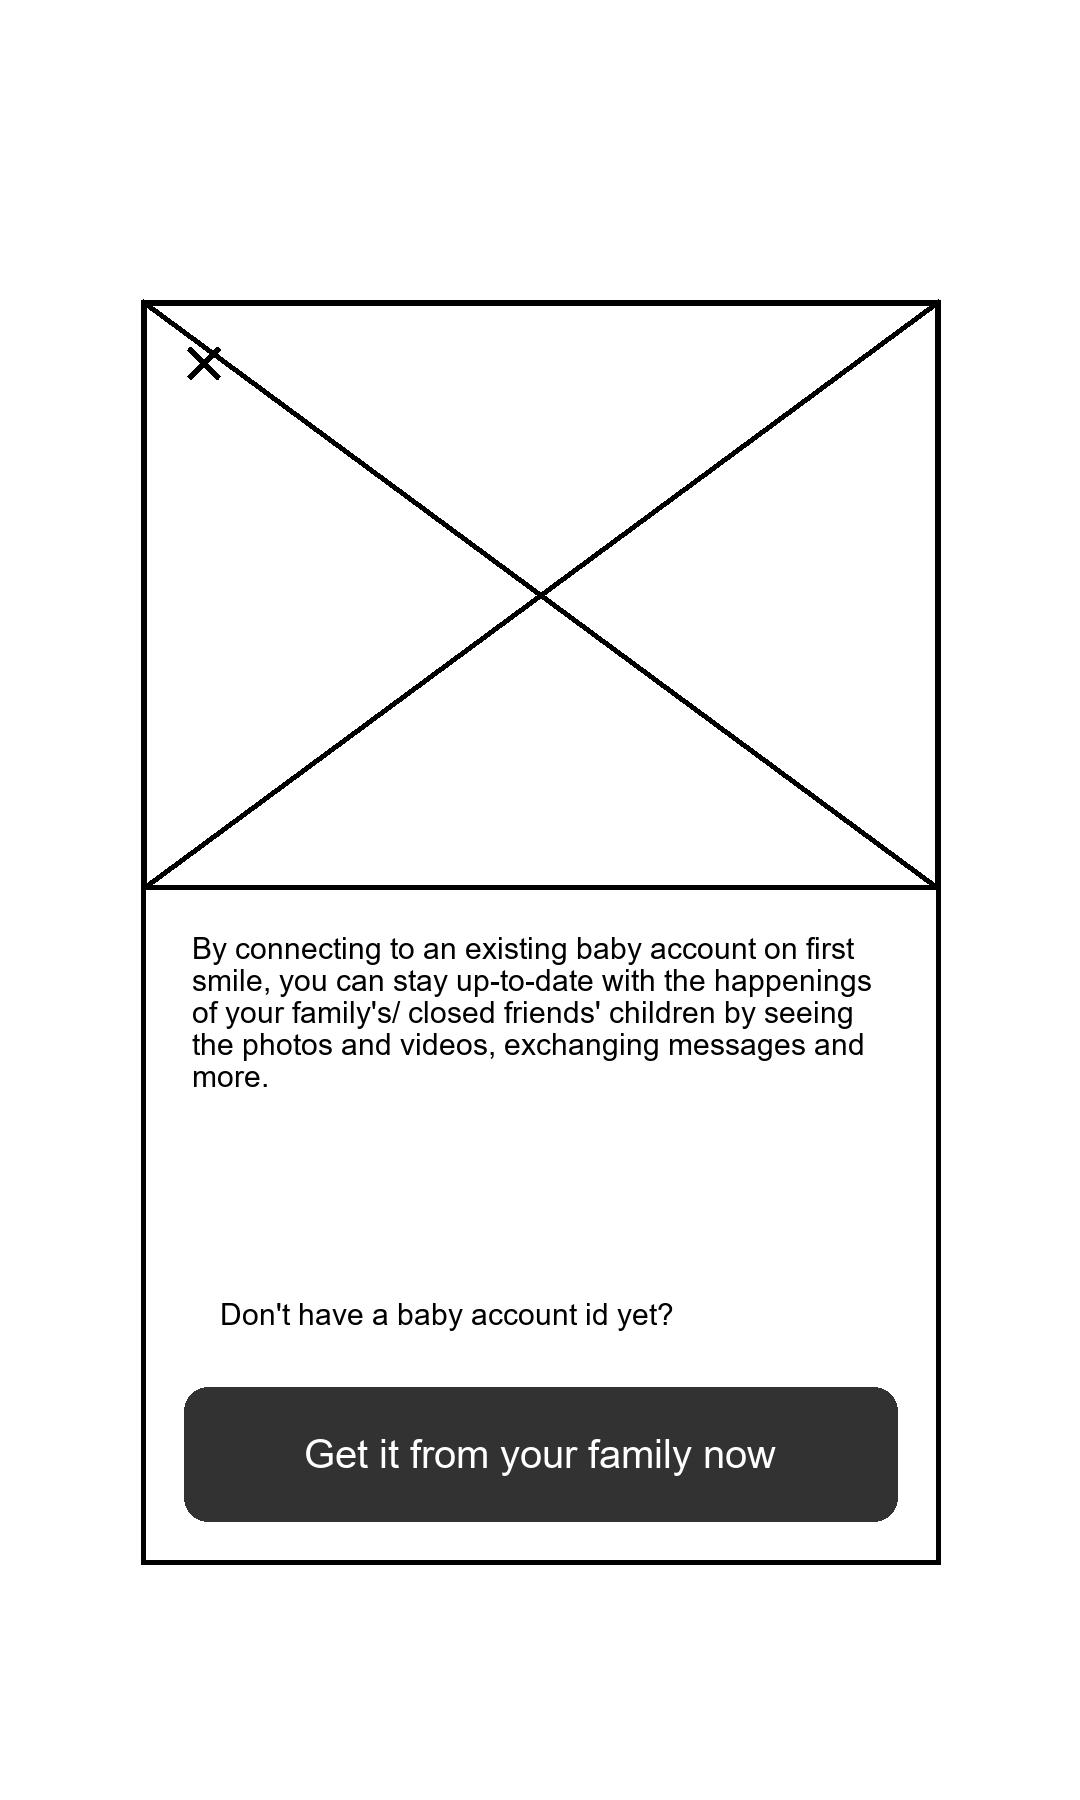 By connecting to an existing baby account on first
smile, you can stay up-to-date with the happenings
of your family's/ closed friends' children by seeing
the photos and videos, exchanging messages and
more.
Don't have a baby account id yet?
Get it from your family now